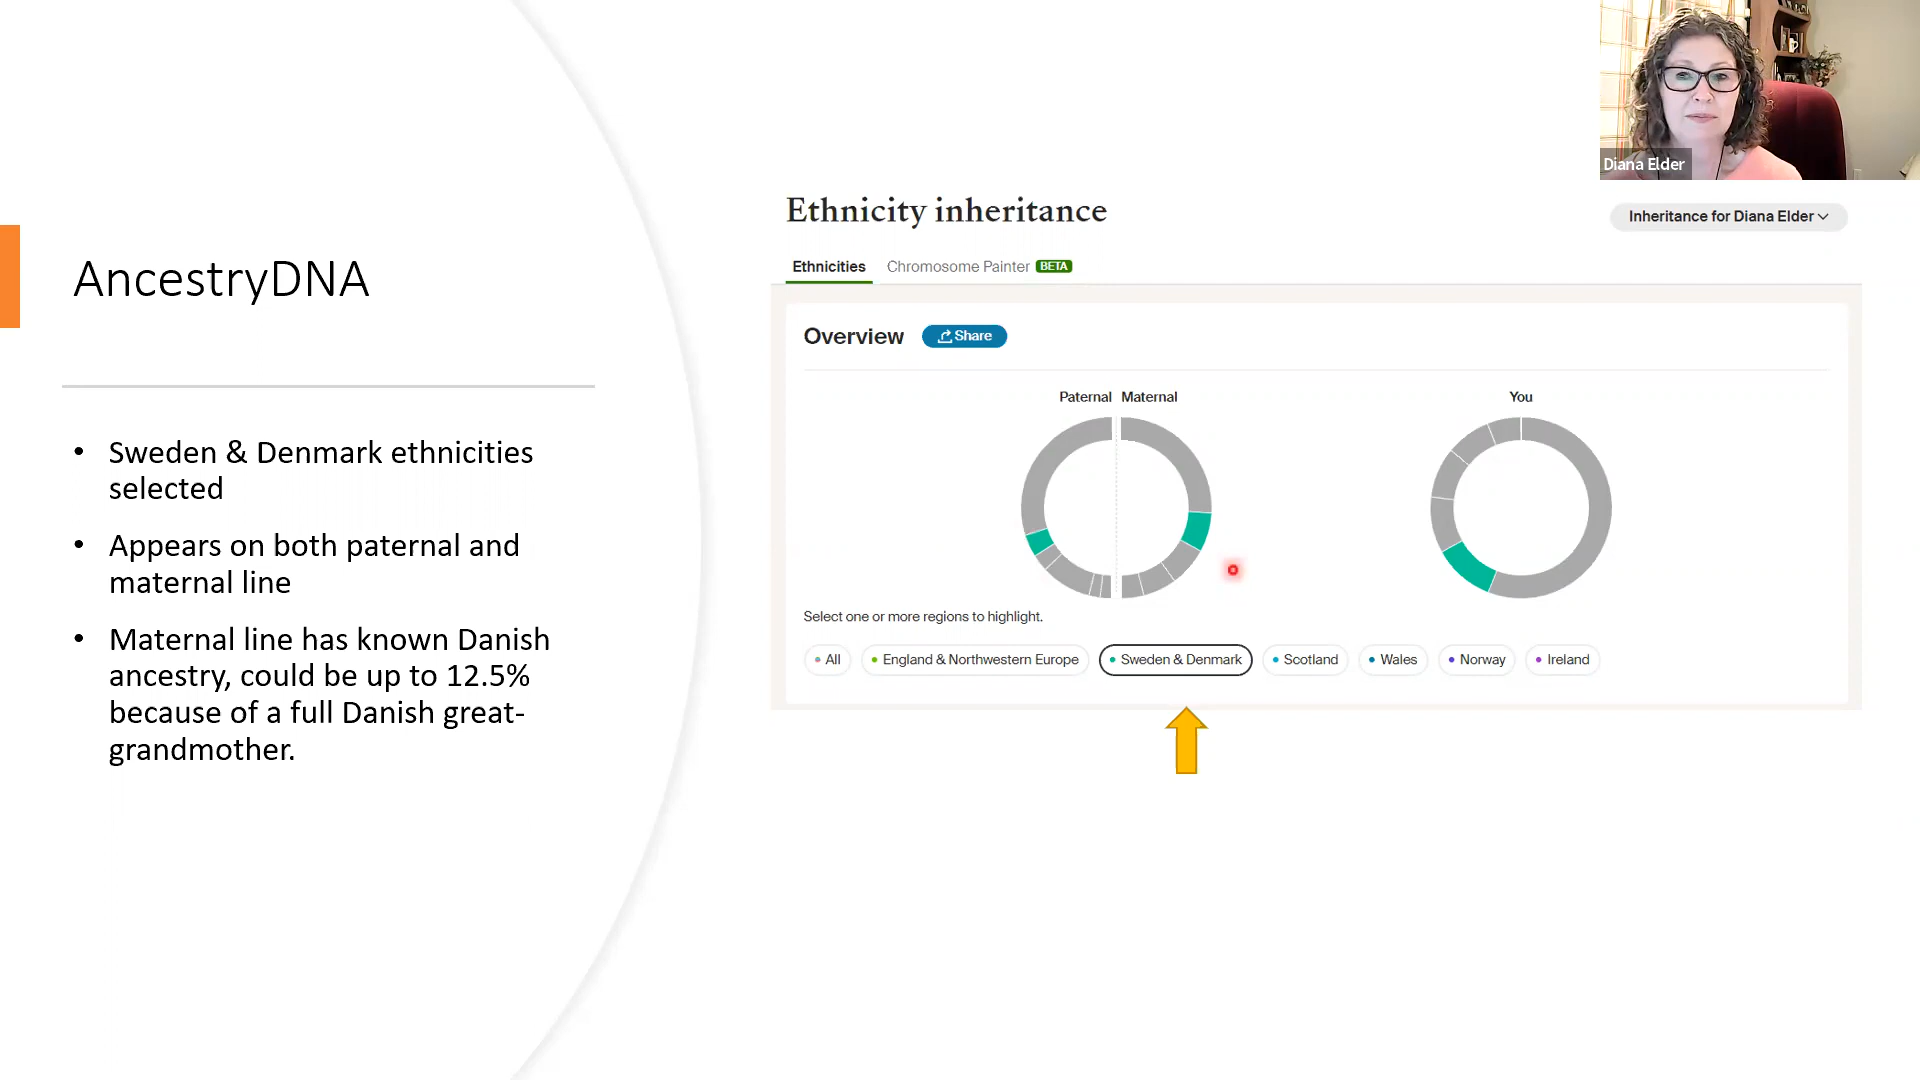 Diana Elder
AncestryDNA
• Sweden & Denmark ethnicities
selected
• Appears on both paternal and
maternal line
• Maternal line has known Danish
ancestry, could be up to 12.5%
because of a full Danish great-
grandmother.
Ethnicity inheritance
Inheritance for Diana Elder
Ethnicities Chromosome Painter BETA
Overview Share
Paternal Maternal You
Select one or more regions to highlight.
All England & Northwestern Europe Sweden & Denmark Scotland Wales Norway Ireland